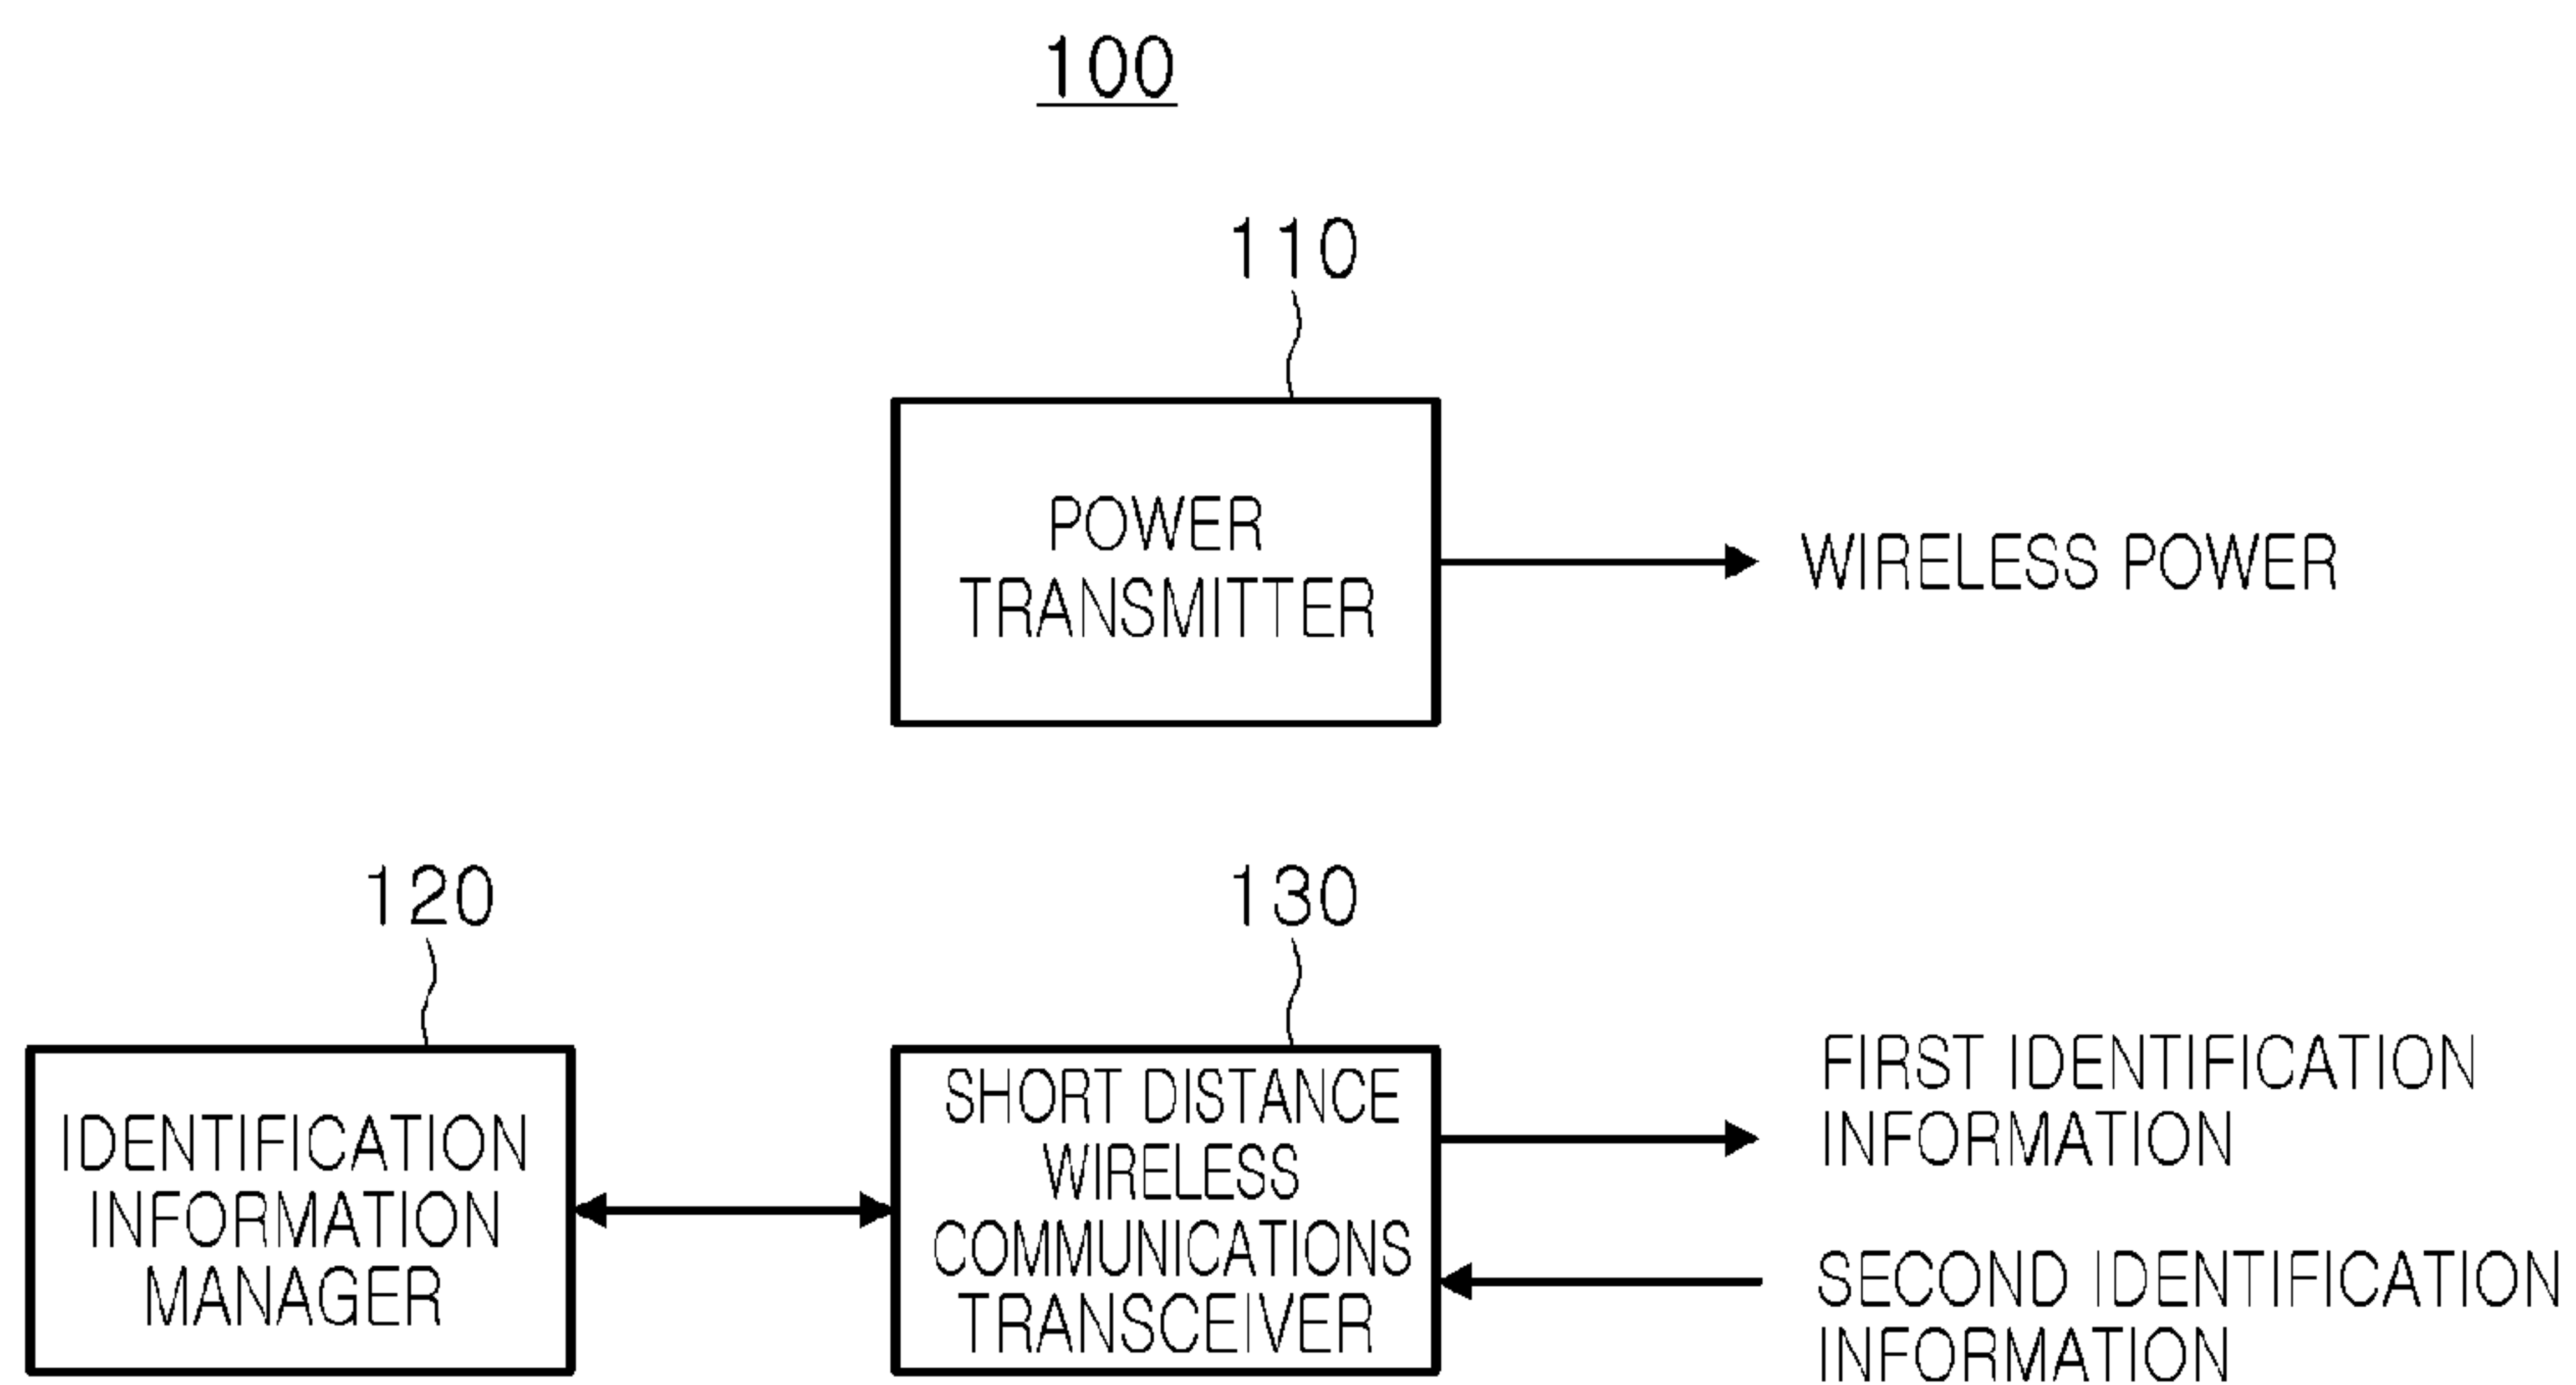 100
110
POWER
TRANSMITTER
WIRELESS POWER
120
130
IDENTIFICATION
INFORMATION
MANAGER
SHORT DISTANCE
WIRELESS
COMMUNICATIONS
TRANSCEIVER
FIRST IDENTIFICATION
INFORMATION
SECOND IDENTIFICATION
INFORMATION